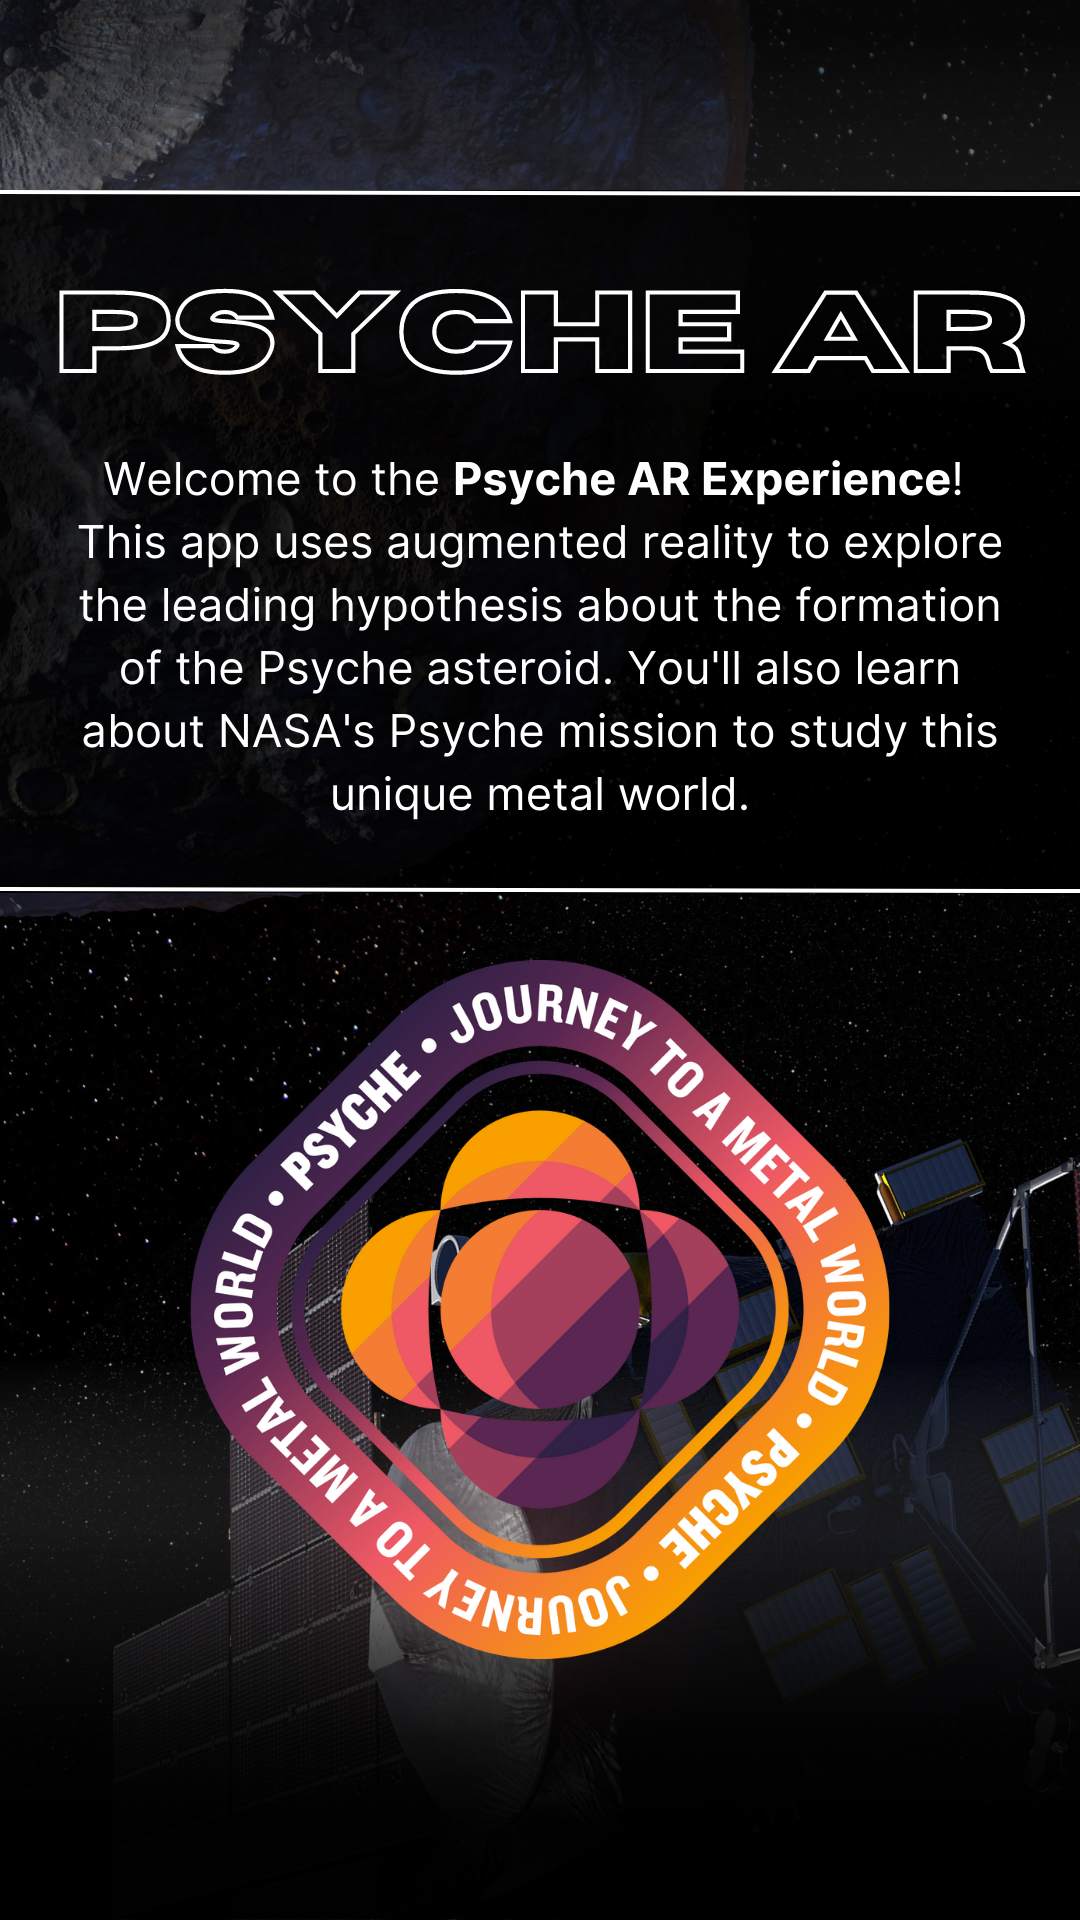 PSYCHE AR
Welcome to the Psyche AR Experience!
This app uses augmented reality to explore
the leading hypothesis about the formation
of the Psyche asteroid. You'll also learn
about NASA's Psyche mission to study this
unique metal world.
PSYCHE • JOURNEY TO A METAL WORLD • PSYCHE • JOURNEY TO A METAL WORLD •